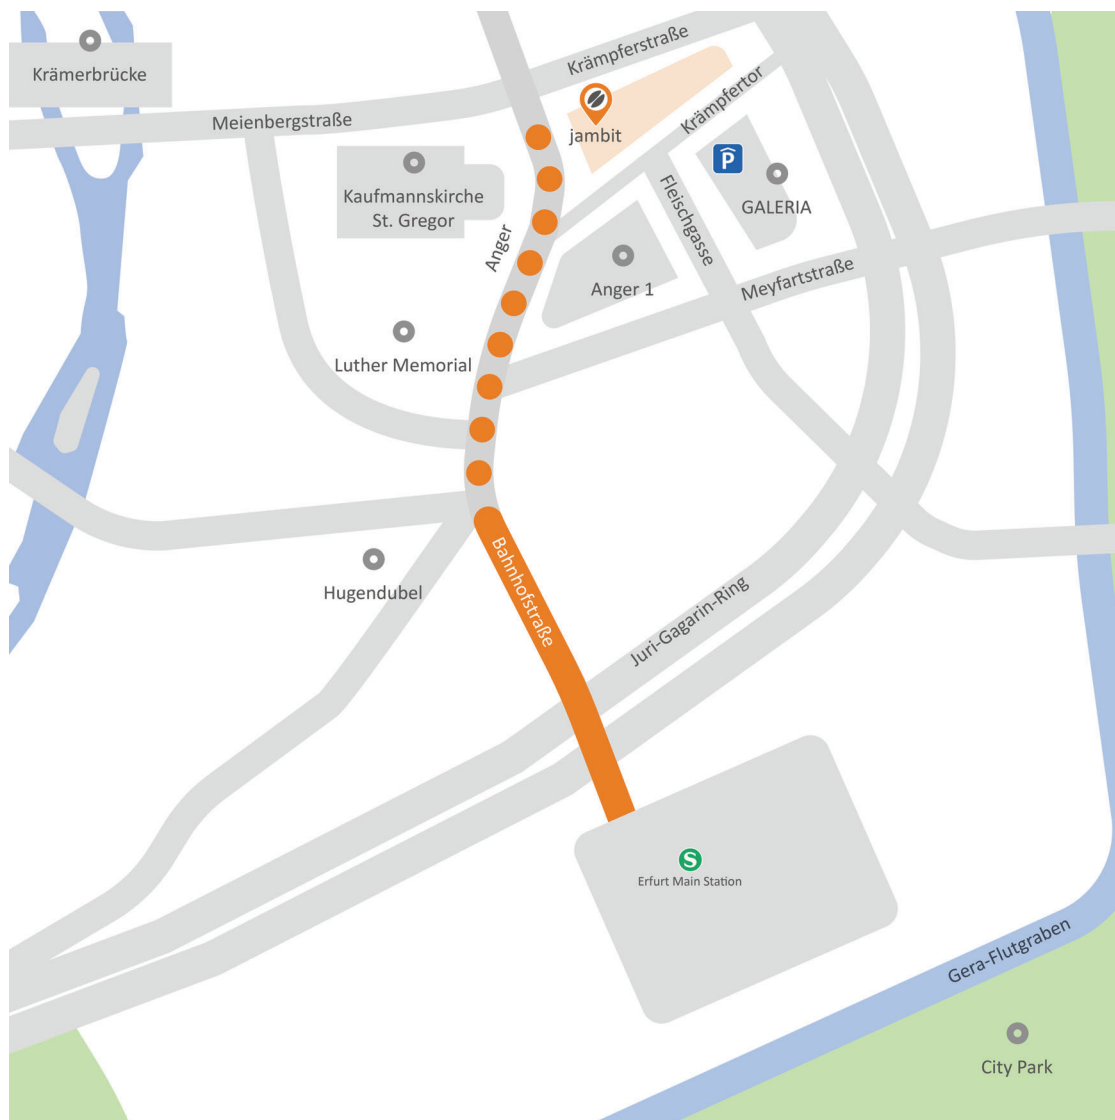 Krämpferstraße
Krämerbrücke
Meienbergstraße
jambit
Krämpfertor
P
Kaufmannskirche
St. Gregor
Fleischgasse
GALERIA
Anger
Anger 1
Meyfartstraße
Luther Memorial
Bahnhofstraße
Hugendubel
Juri-Gagarin-Ring
S
Erfurt Main Station
Gera-Flutgraben
City Park